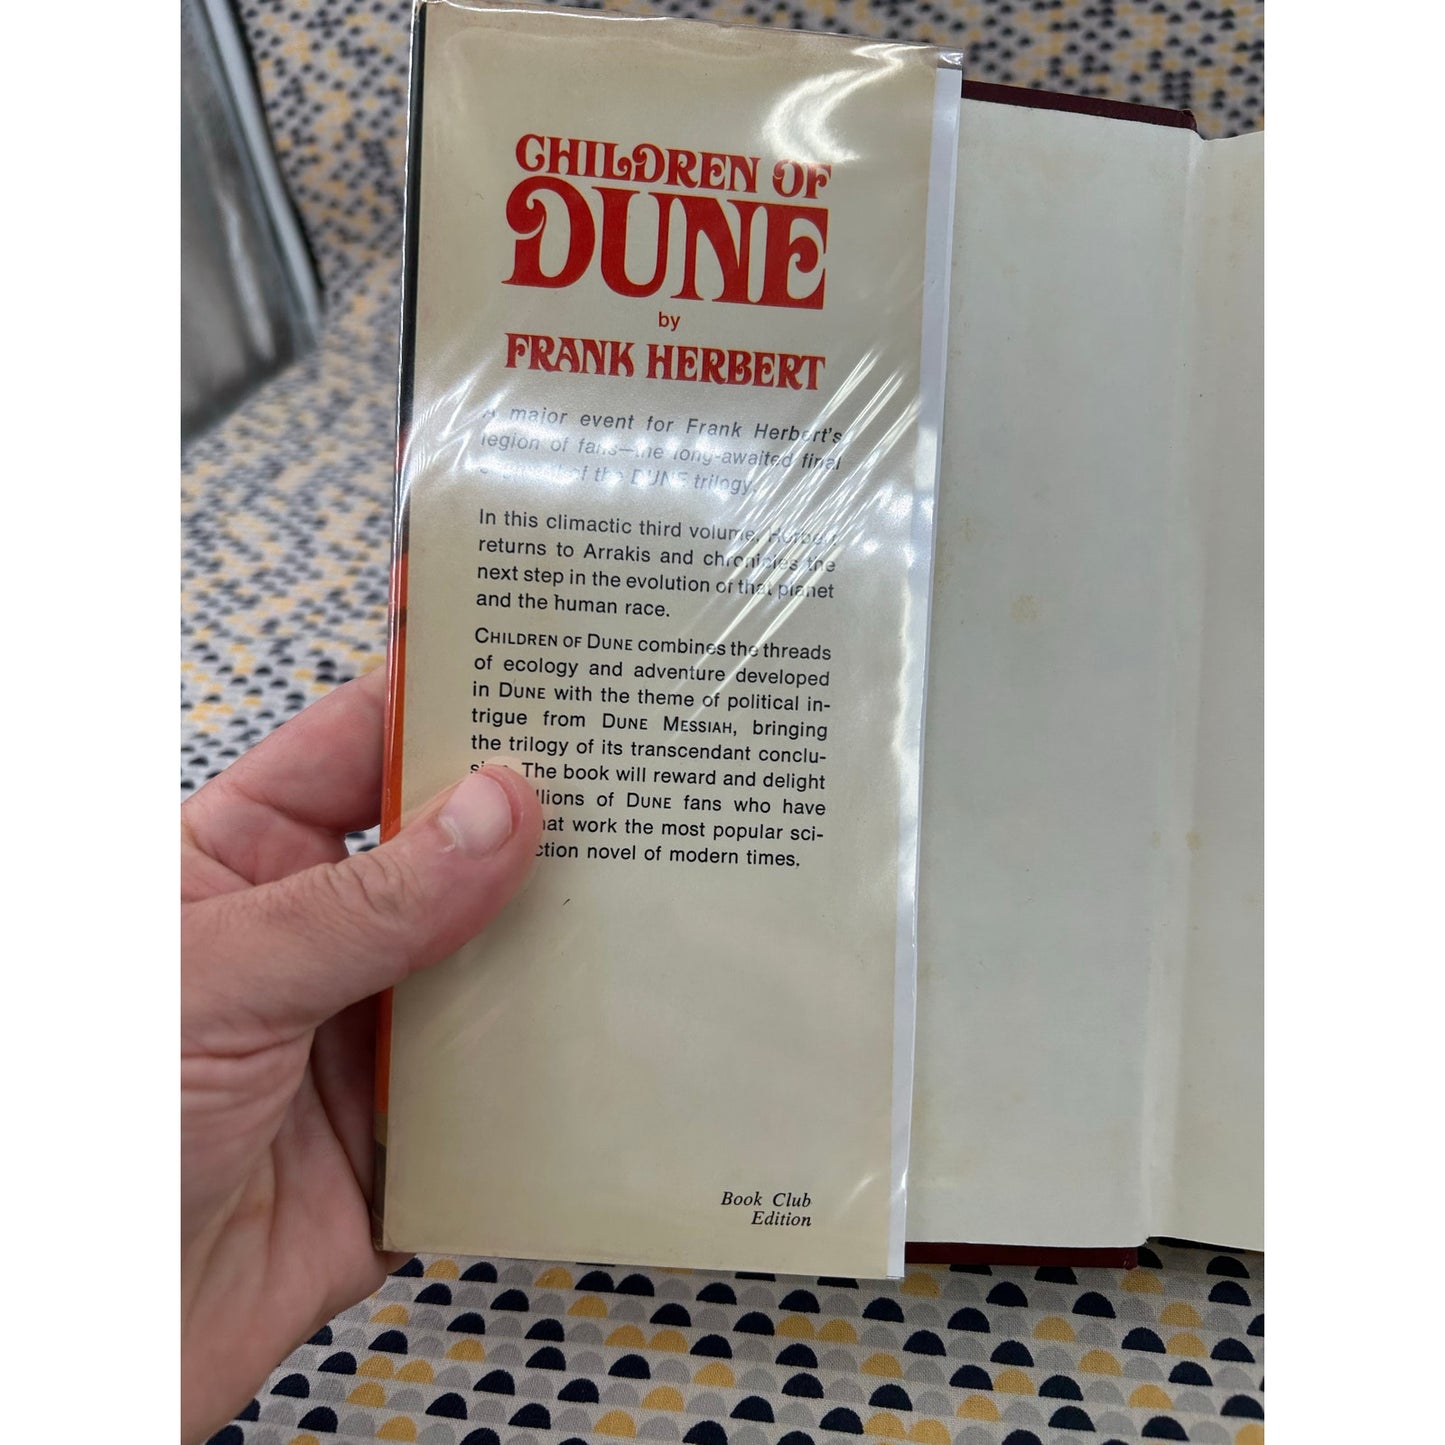 CHILDREN OF
DUNE
by
FRANK HERBERT
A major event for Frank Herbert's
legion of fans—the long-awaited final
of the DUNE trilogy.
In this climactic third volume, Herbert
returns to Arrakis and chronicles the
next step in the evolution of that planet
and the human race.
CHILDREN OF DUNE combines the threads
of ecology and adventure developed
in DUNE with the theme of political in-
trigue from DUNE MESSIAH, bringing
the trilogy of its transcendant conclu-
The book will reward and delight
of DUNE fans who have
work the most popular sci-
novel of modern times.
Book Club
Edition